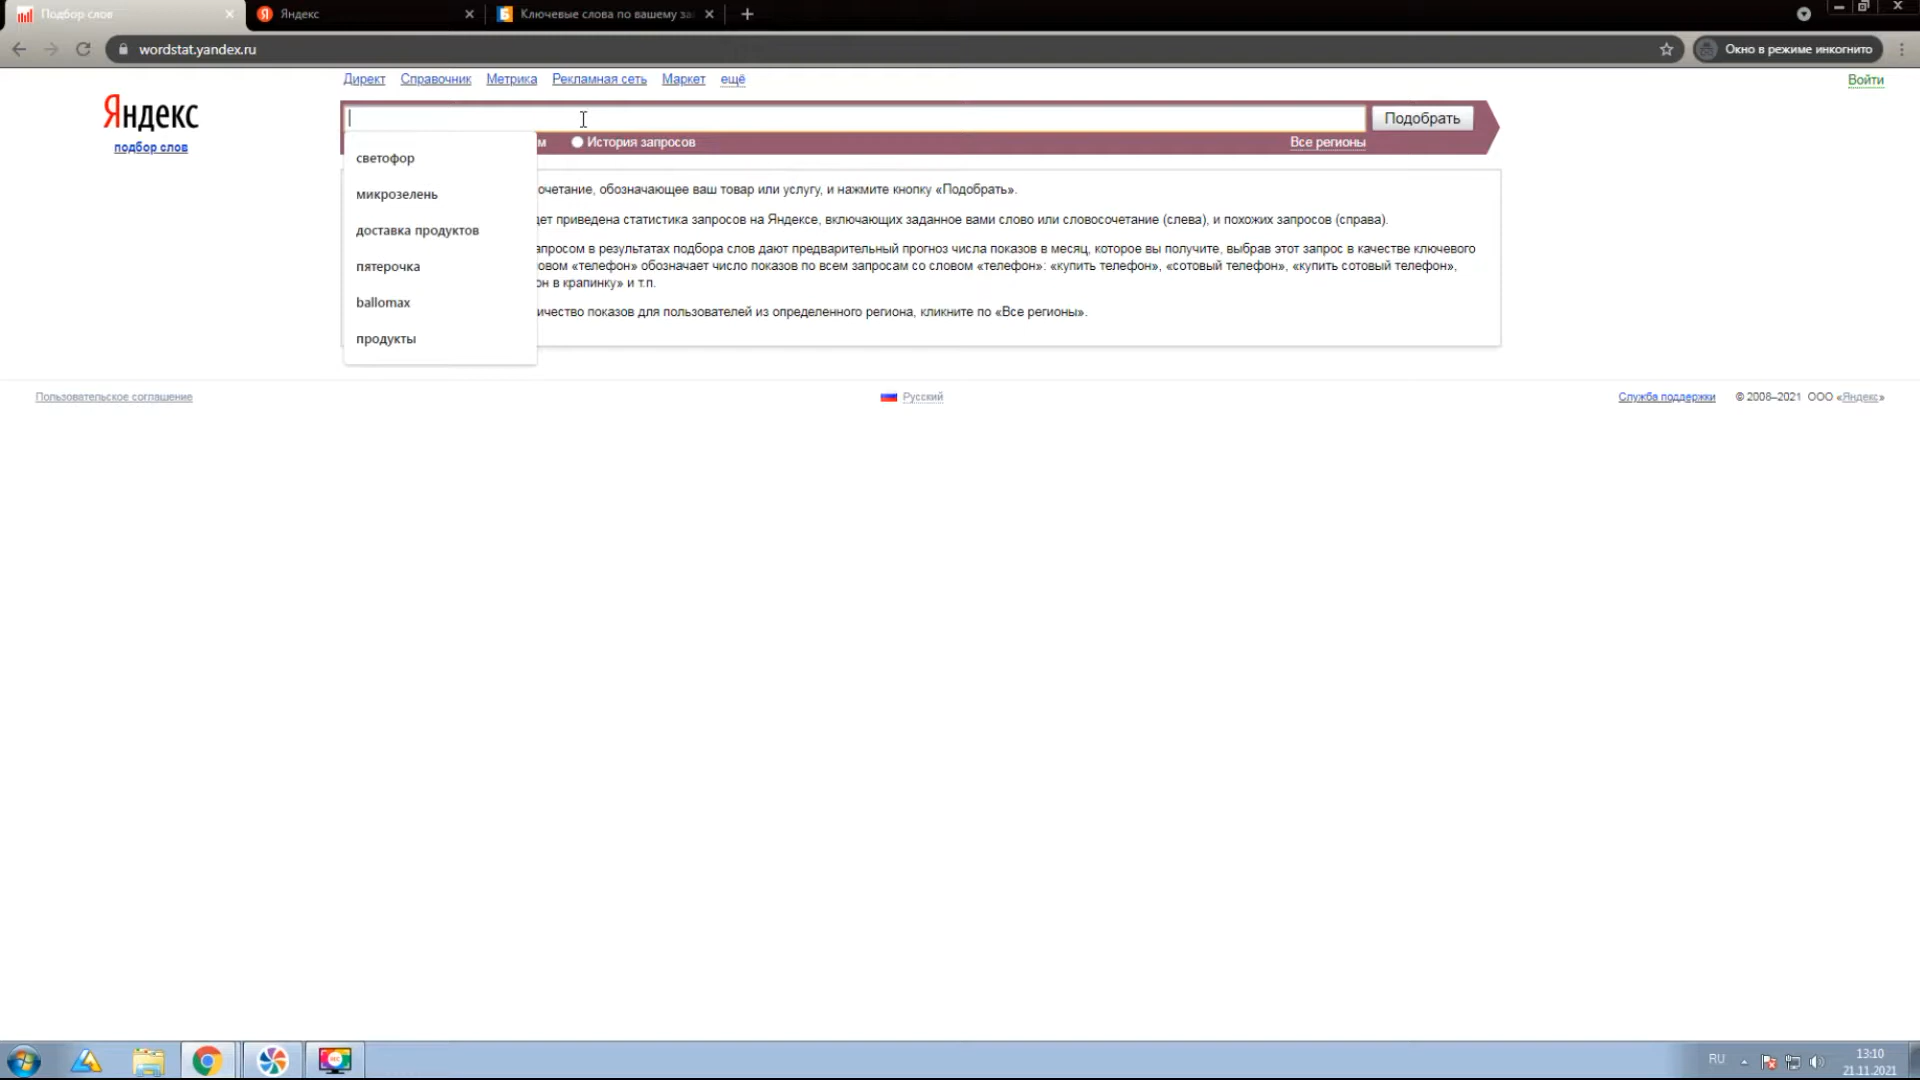 Подбор слов
Яндекс
Ключевые слова по вашему за
wordstat.yandex.ru
Окно в режиме инкогнито
Директ Справочник Метрика Рекламная сеть Маркет ещё
Войти
Яндекс
подбор слов
Подобрать
м История запросов
Все регионы
светофор
микрозелень
доставка продуктов
пятерочка
ballomax
продукты
очетание, обозначающее ваш товар или услугу, и нажмите кнопку «Подобрать».
дет приведена статистика запросов на Яндексе, включающих заданное вами слово или словосочетание (слева), и похожих запросов (справа).
апросом в результатах подбора слов дают предварительный прогноз числа показов в месяц, которое вы получите, выбрав этот запрос в качестве ключевого
овом «телефон» обозначает число показов по всем запросам со словом «телефон»: «купить телефон», «сотовый телефон», «купить сотовый телефон»,
он в крапинку» и т.п.
ичество показов для пользователей из определенного региона, кликните по «Все регионы».
Пользовательское соглашение
Русский
Служба поддержки © 2008–2021 ООО «Яндекс»
RU
13:10
21.11.2021